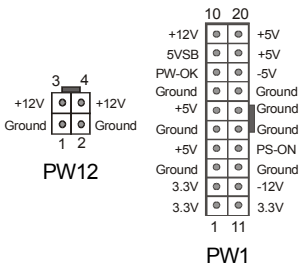 3 4
+12V +12V
Ground Ground
1 2
PW12
10 20
+12V +5V
5VSB +5V
PW-OK -5V
Ground Ground
+5V Ground
Ground Ground
+5V PS-ON
Ground Ground
3.3V -12V
3.3V 3.3V
1 11
PW1